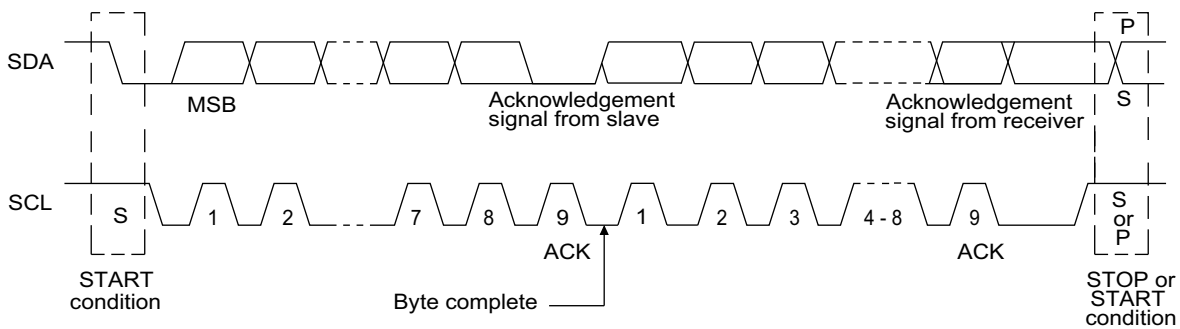 P
SDA
MSB
Acknowledgement
signal from slave
Acknowledgement
signal from receiver
S
SCL
S
1
2
7
8
9
1
2
3
4 - 8
9
S
or
P
ACK
ACK
START
condition
Byte complete
STOP or
START
condition